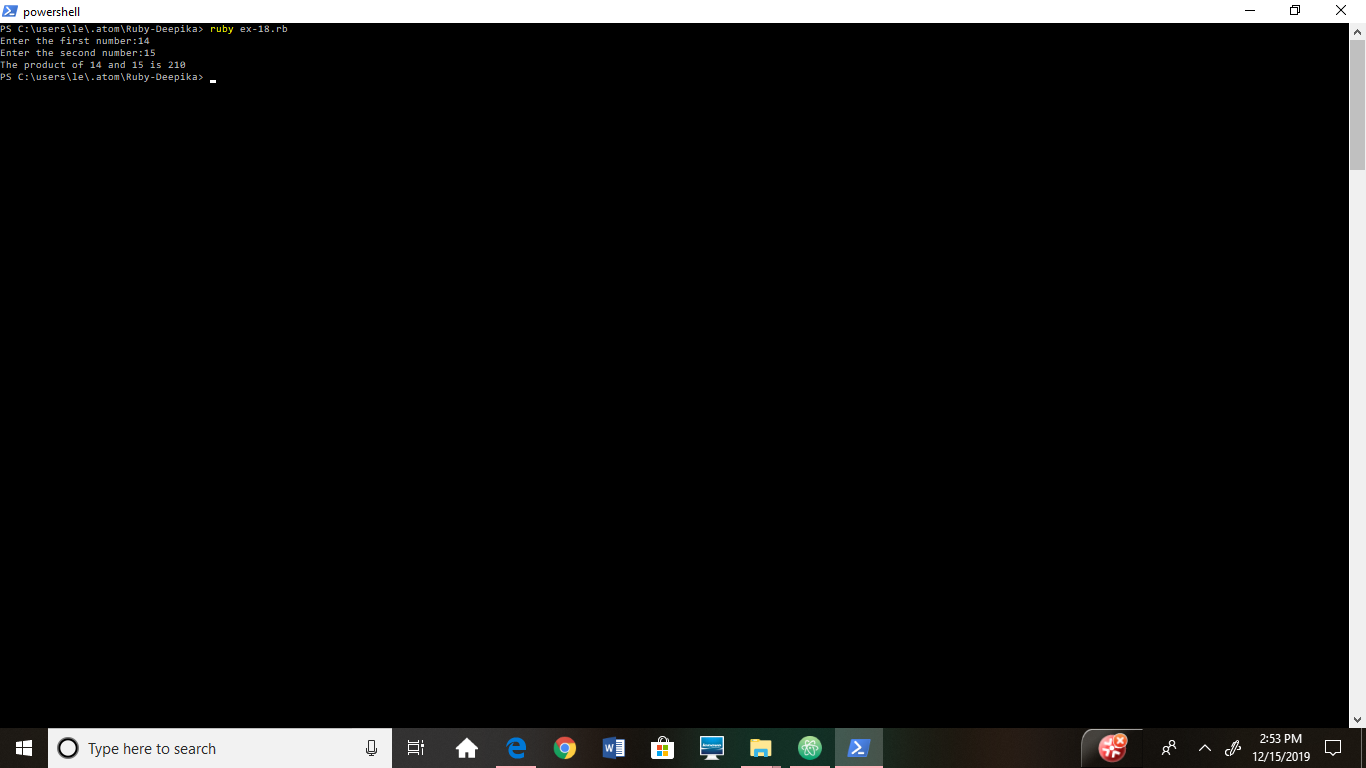 powershell
PS C:\users\le\.atom\Ruby-Deepika> ruby ex-18.rb
Enter the first number:14
Enter the second number:15
The product of 14 and 15 is 210
PS C:\users\le\.atom\Ruby-Deepika>
Type here to search
2:53 PM
12/15/2019